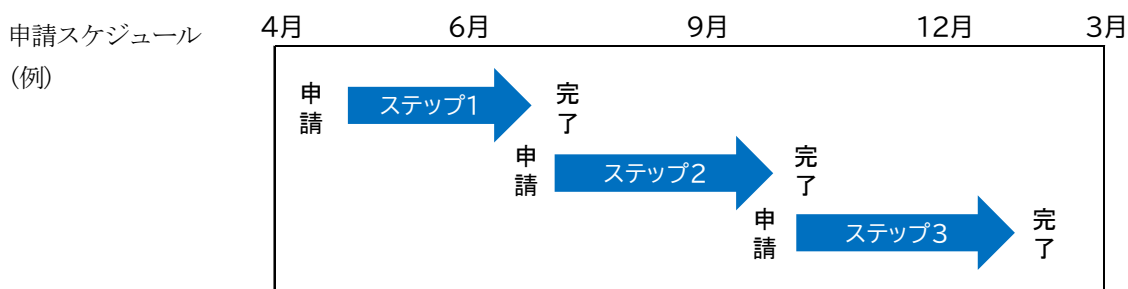 申請スケジュール
(例)
4月 6月 9月 12月 3月
申請 ステップ1 完了
申請 ステップ2 完了
申請 ステップ3 完了